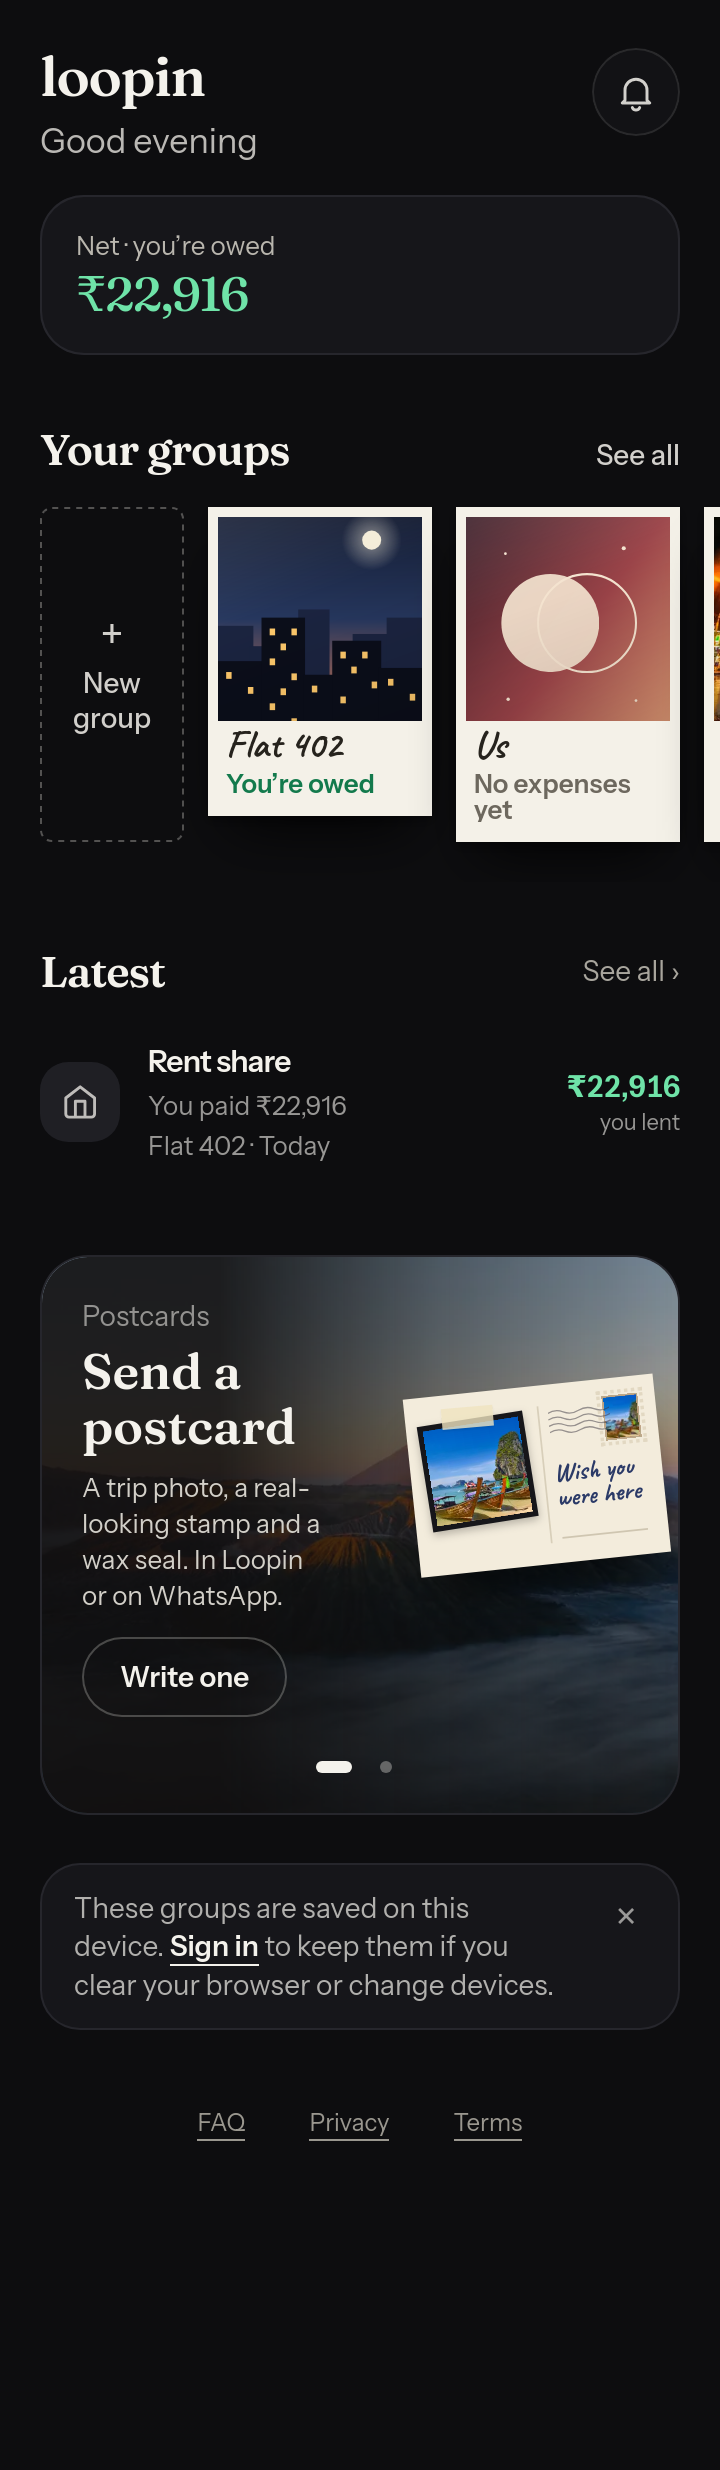 loopin
Good evening
Net · you’re owed
₹22,916
Your groups
See all
+
New
group
Flat 402
You’re owed
Us
No expenses
yet
Latest
See all ›
Rent share
You paid ₹22,916
Flat 402 · Today
₹22,916
you lent
Postcards
Send a
postcard
A trip photo, a real-
looking stamp and a
wax seal. In Loopin
or on WhatsApp.
Wish you
were here
Write one
These groups are saved on this
device. Sign in to keep them if you
clear your browser or change devices.
×
FAQ
Privacy
Terms